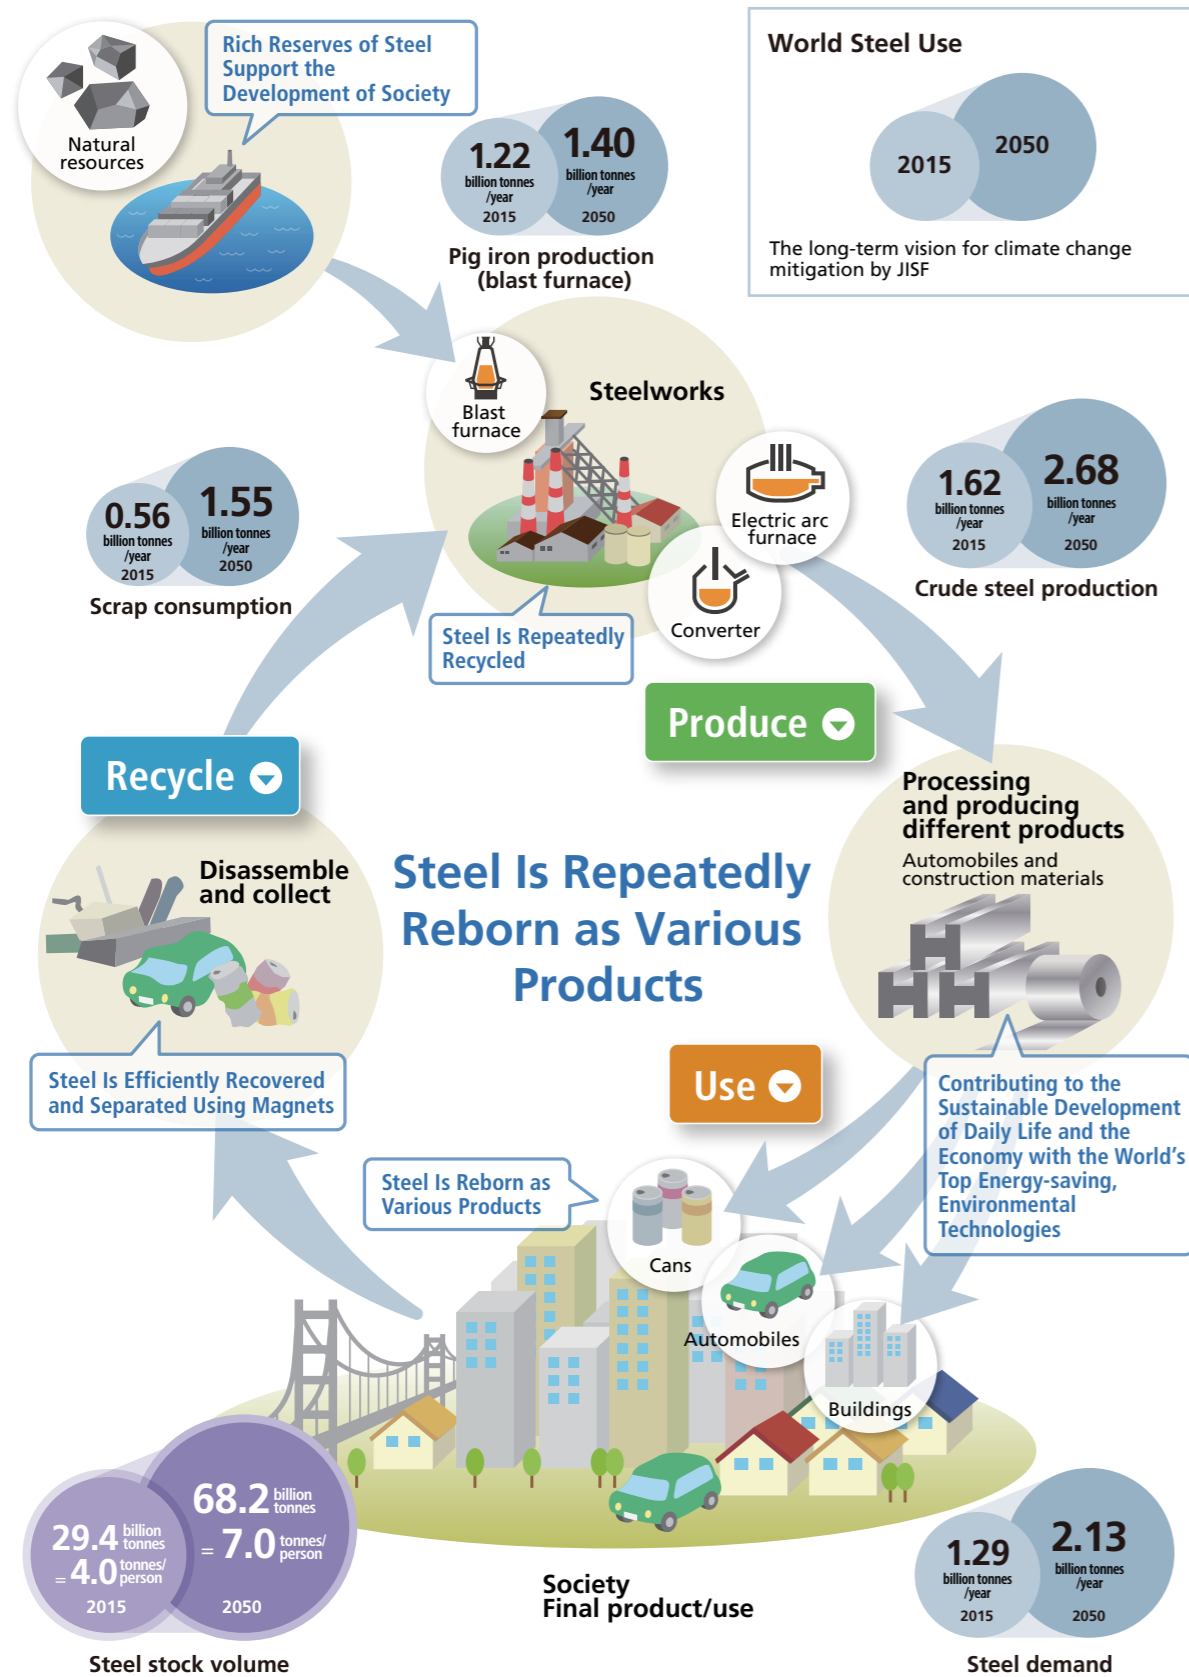 Rich Reserves of Steel
Support the
Development of Society
Natural
resources
World Steel Use
2015
2050
The long-term vision for climate change
mitigation by JISF
1.22
billion tonnes
/year
2015
1.40
billion tonnes
/year
2050
Pig iron production
(blast furnace)
Blast
furnace
Steelworks
Electric arc
furnace
Converter
Steel Is Repeatedly
Recycled
0.56
billion tonnes
/year
2015
1.55
billion tonnes
/year
2050
Scrap consumption
1.62
billion tonnes
/year
2015
2.68
billion tonnes
/year
2050
Crude steel production
Produce
Recycle
Processing
and producing
different products
Automobiles and
construction materials
Disassemble
and collect
Steel Is Repeatedly
Reborn as Various
Products
Steel Is Efficiently Recovered
and Separated Using Magnets
Use
Contributing to the
Sustainable Development
of Daily Life and the
Economy with the World's
Top Energy-saving,
Environmental
Technologies
Steel Is Reborn as
Various Products
Cans
Automobiles
Buildings
29.4 billion tonnes
= 4.0 tonnes/person
2015
68.2 billion tonnes
= 7.0 tonnes/person
2050
Steel stock volume
Society
Final product/use
1.29
billion tonnes
/year
2015
2.13
billion tonnes
/year
2050
Steel demand